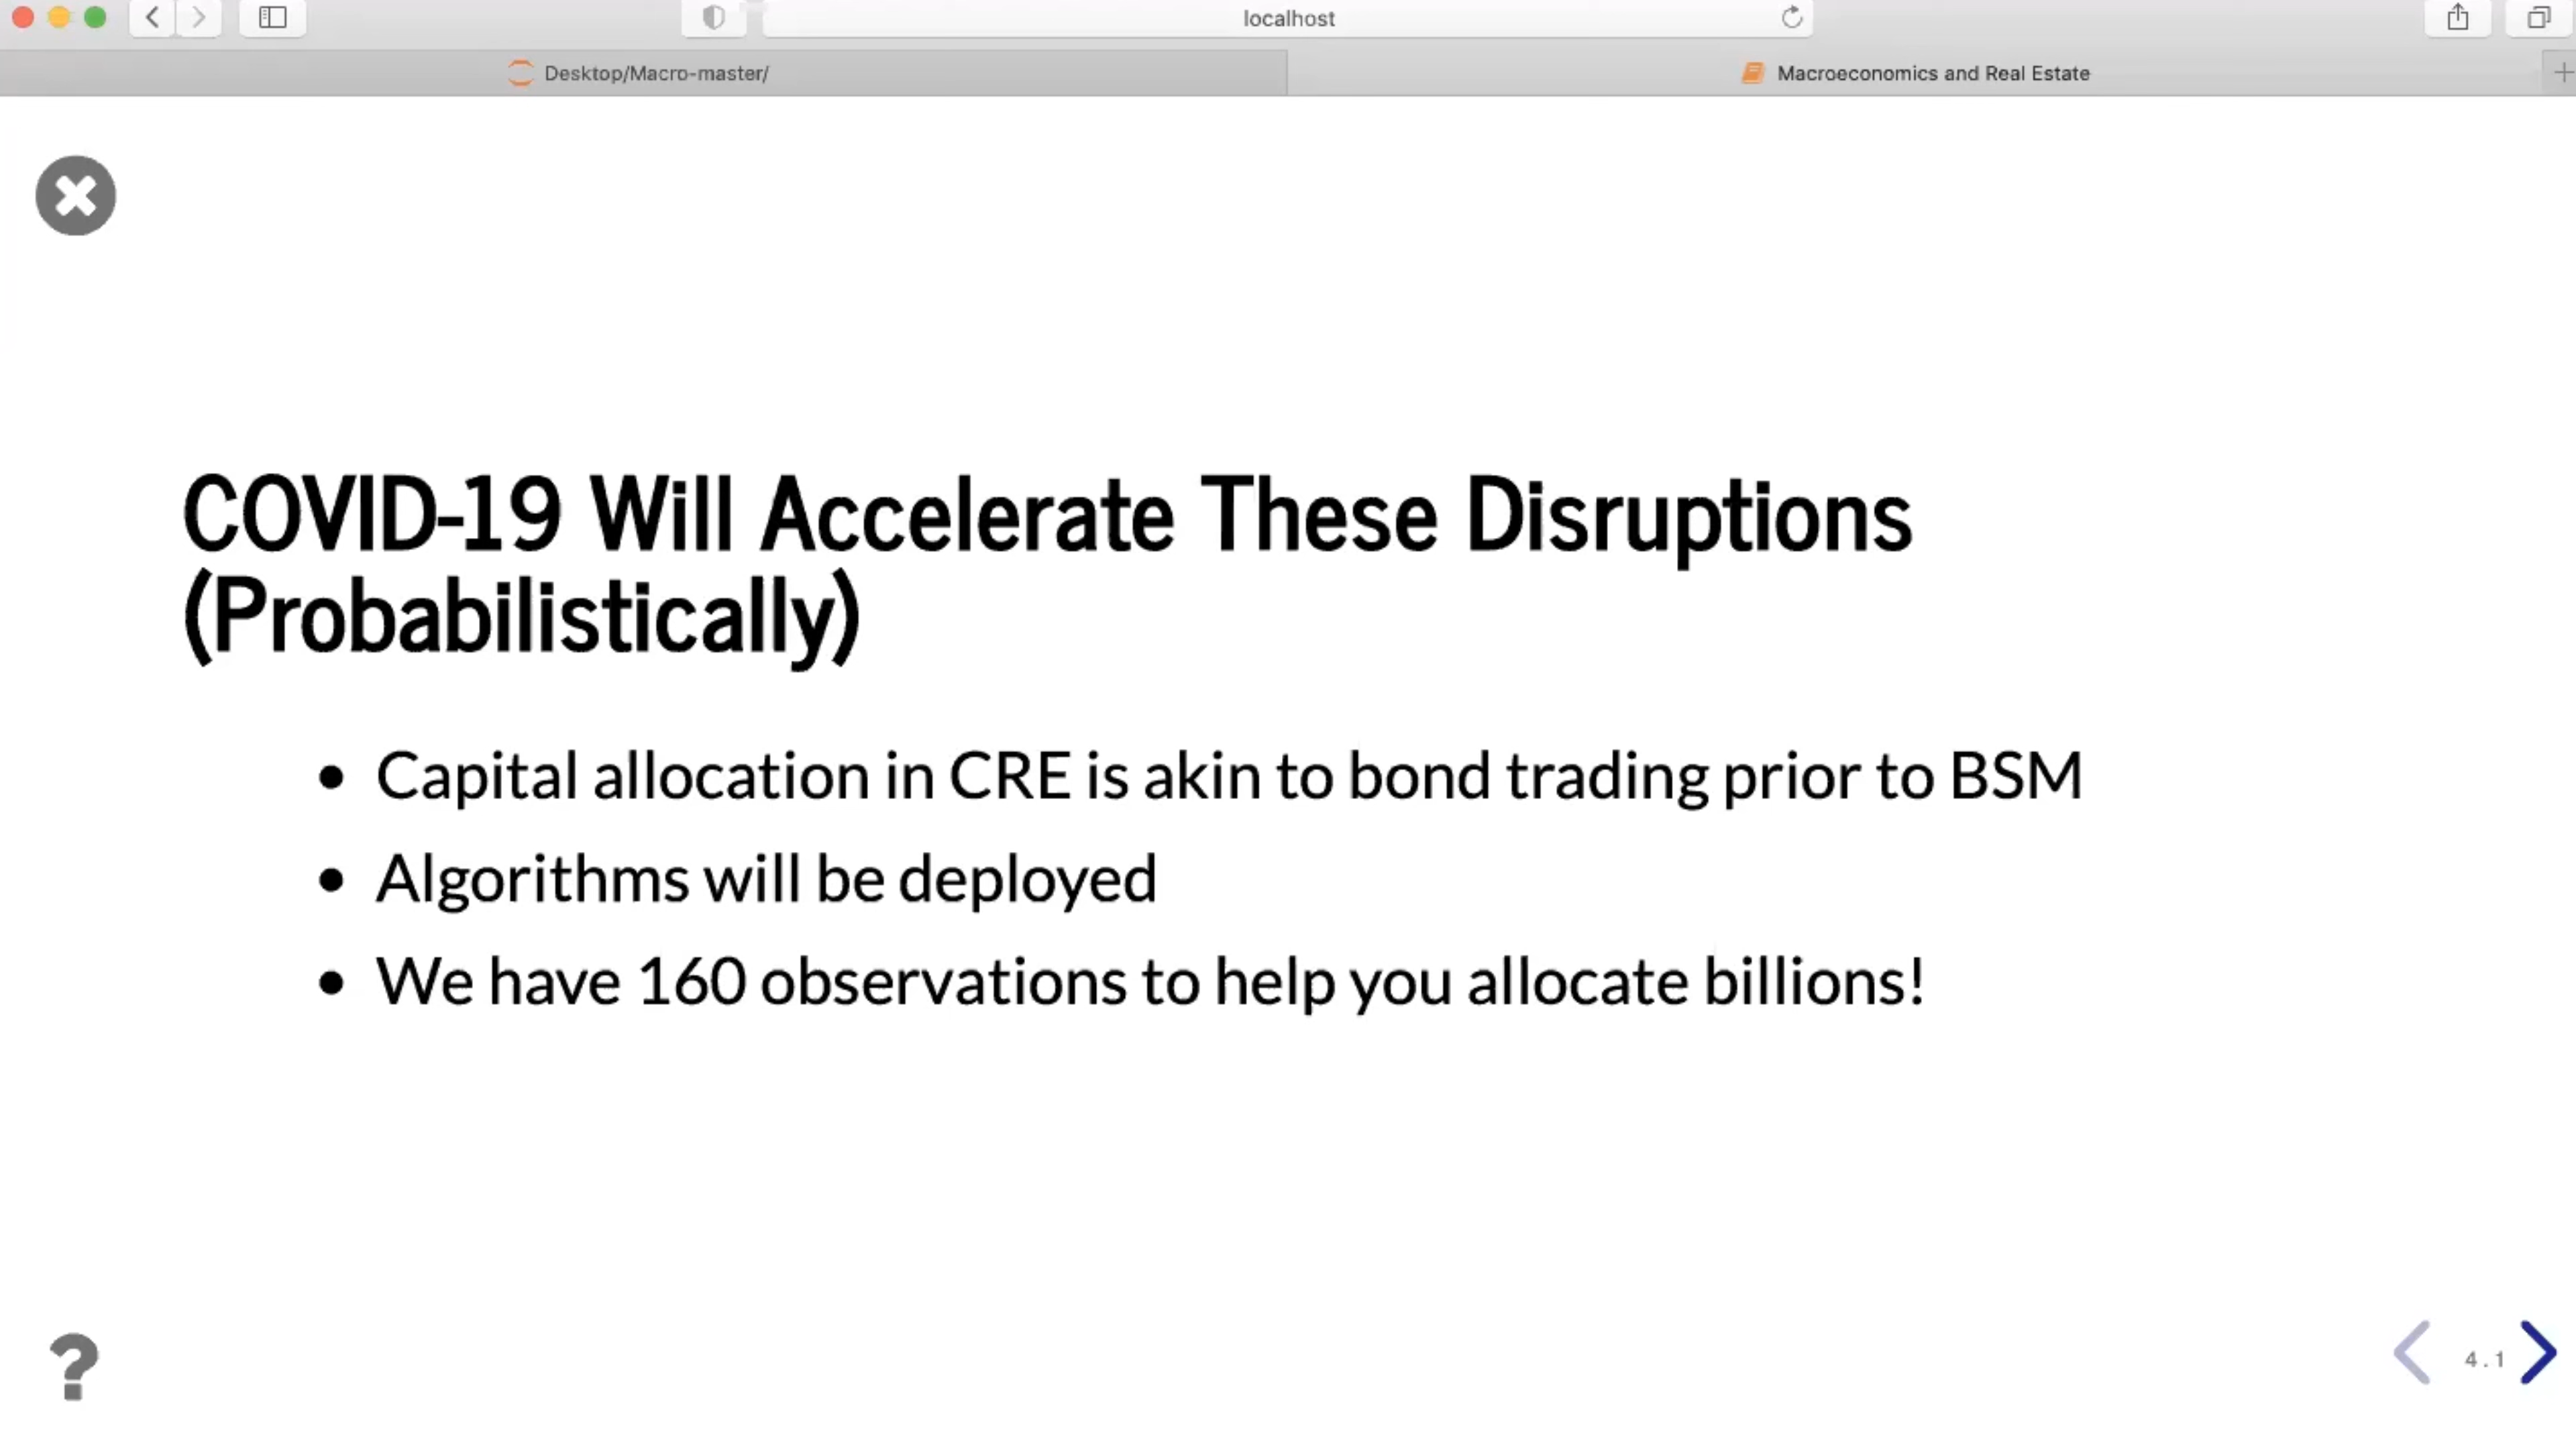 localhost
Desktop/Macro-master/
Macroeconomics and Real Estate
COVID-19 Will Accelerate These Disruptions
(Probabilistically)
• Capital allocation in CRE is akin to bond trading prior to BSM
• Algorithms will be deployed
• We have 160 observations to help you allocate billions!
?
4.1